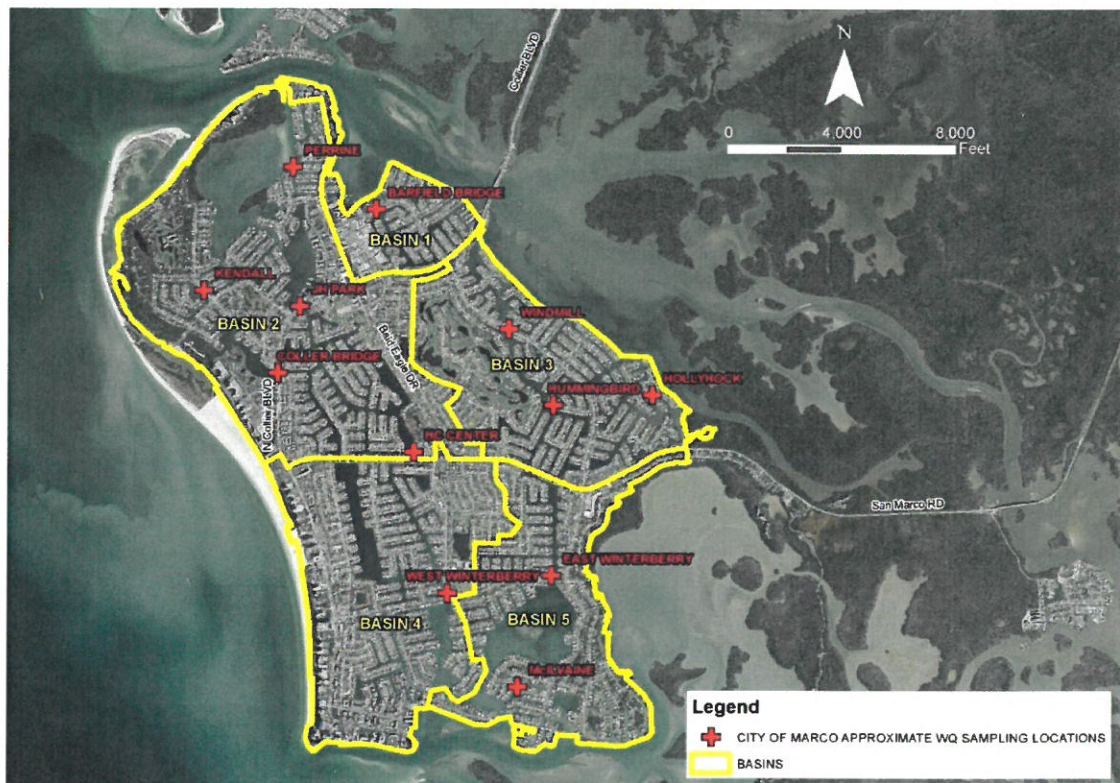 N
Collier BLVD
0 4,000 8,000
Feet
PERRINE
BARFIELD BRIDGE
BASIN 1
KENDALL
JH PARK
BASIN 2
WINDMILL
BASIN 3
COLLER BRIDGE
Bald Eagle DR
HUMMINGBIRD
HOLLYHOCK
N Collier BLVD
HC CENTER
San Marco RD
EAST WINTERBERRY
WEST WINTERBERRY
BASIN 4
BASIN 5
McILVAINE
Legend
CITY OF MARCO APPROXIMATE WQ SAMPLING LOCATIONS
BASINS